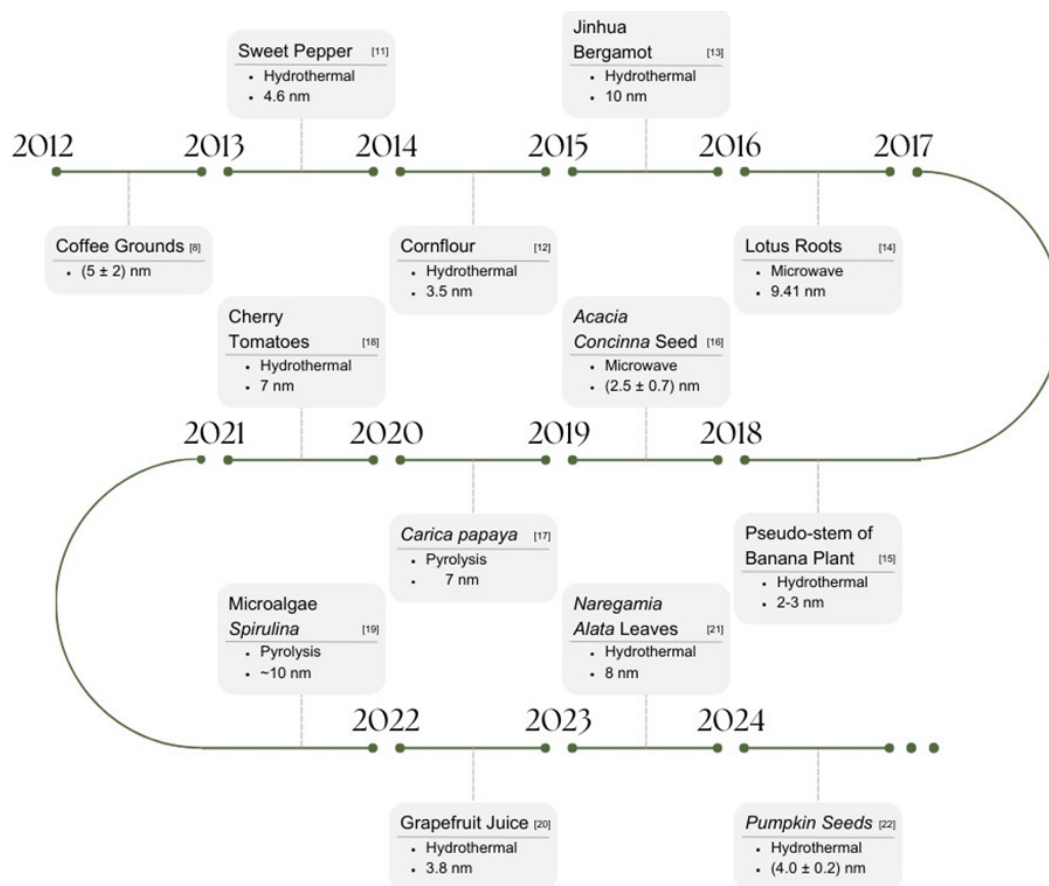 Sweet Pepper [11]
• Hydrothermal
• 4.6 nm
Jinhua
Bergamot [13]
• Hydrothermal
• 10 nm
2012 2013 2014 2015 2016 2017
Coffee Grounds [8]
• (5 ± 2) nm
Cornflour [12]
• Hydrothermal
• 3.5 nm
Lotus Roots [14]
• Microwave
• 9.41 nm
Cherry
Tomatoes [18]
• Hydrothermal
• 7 nm
Acacia
Concinna Seed [16]
• Microwave
• (2.5 ± 0.7) nm
2021 2020 2019 2018
Carica papaya [17]
• Pyrolysis
• 7 nm
Pseudo-stem of
Banana Plant [15]
• Hydrothermal
• 2-3 nm
Microalgae
Spirulina [19]
• Pyrolysis
• ~10 nm
Naregamia
Alata Leaves [21]
• Hydrothermal
• 8 nm
2022 2023 2024
Grapefruit Juice [20]
• Hydrothermal
• 3.8 nm
Pumpkin Seeds [22]
• Hydrothermal
• (4.0 ± 0.2) nm